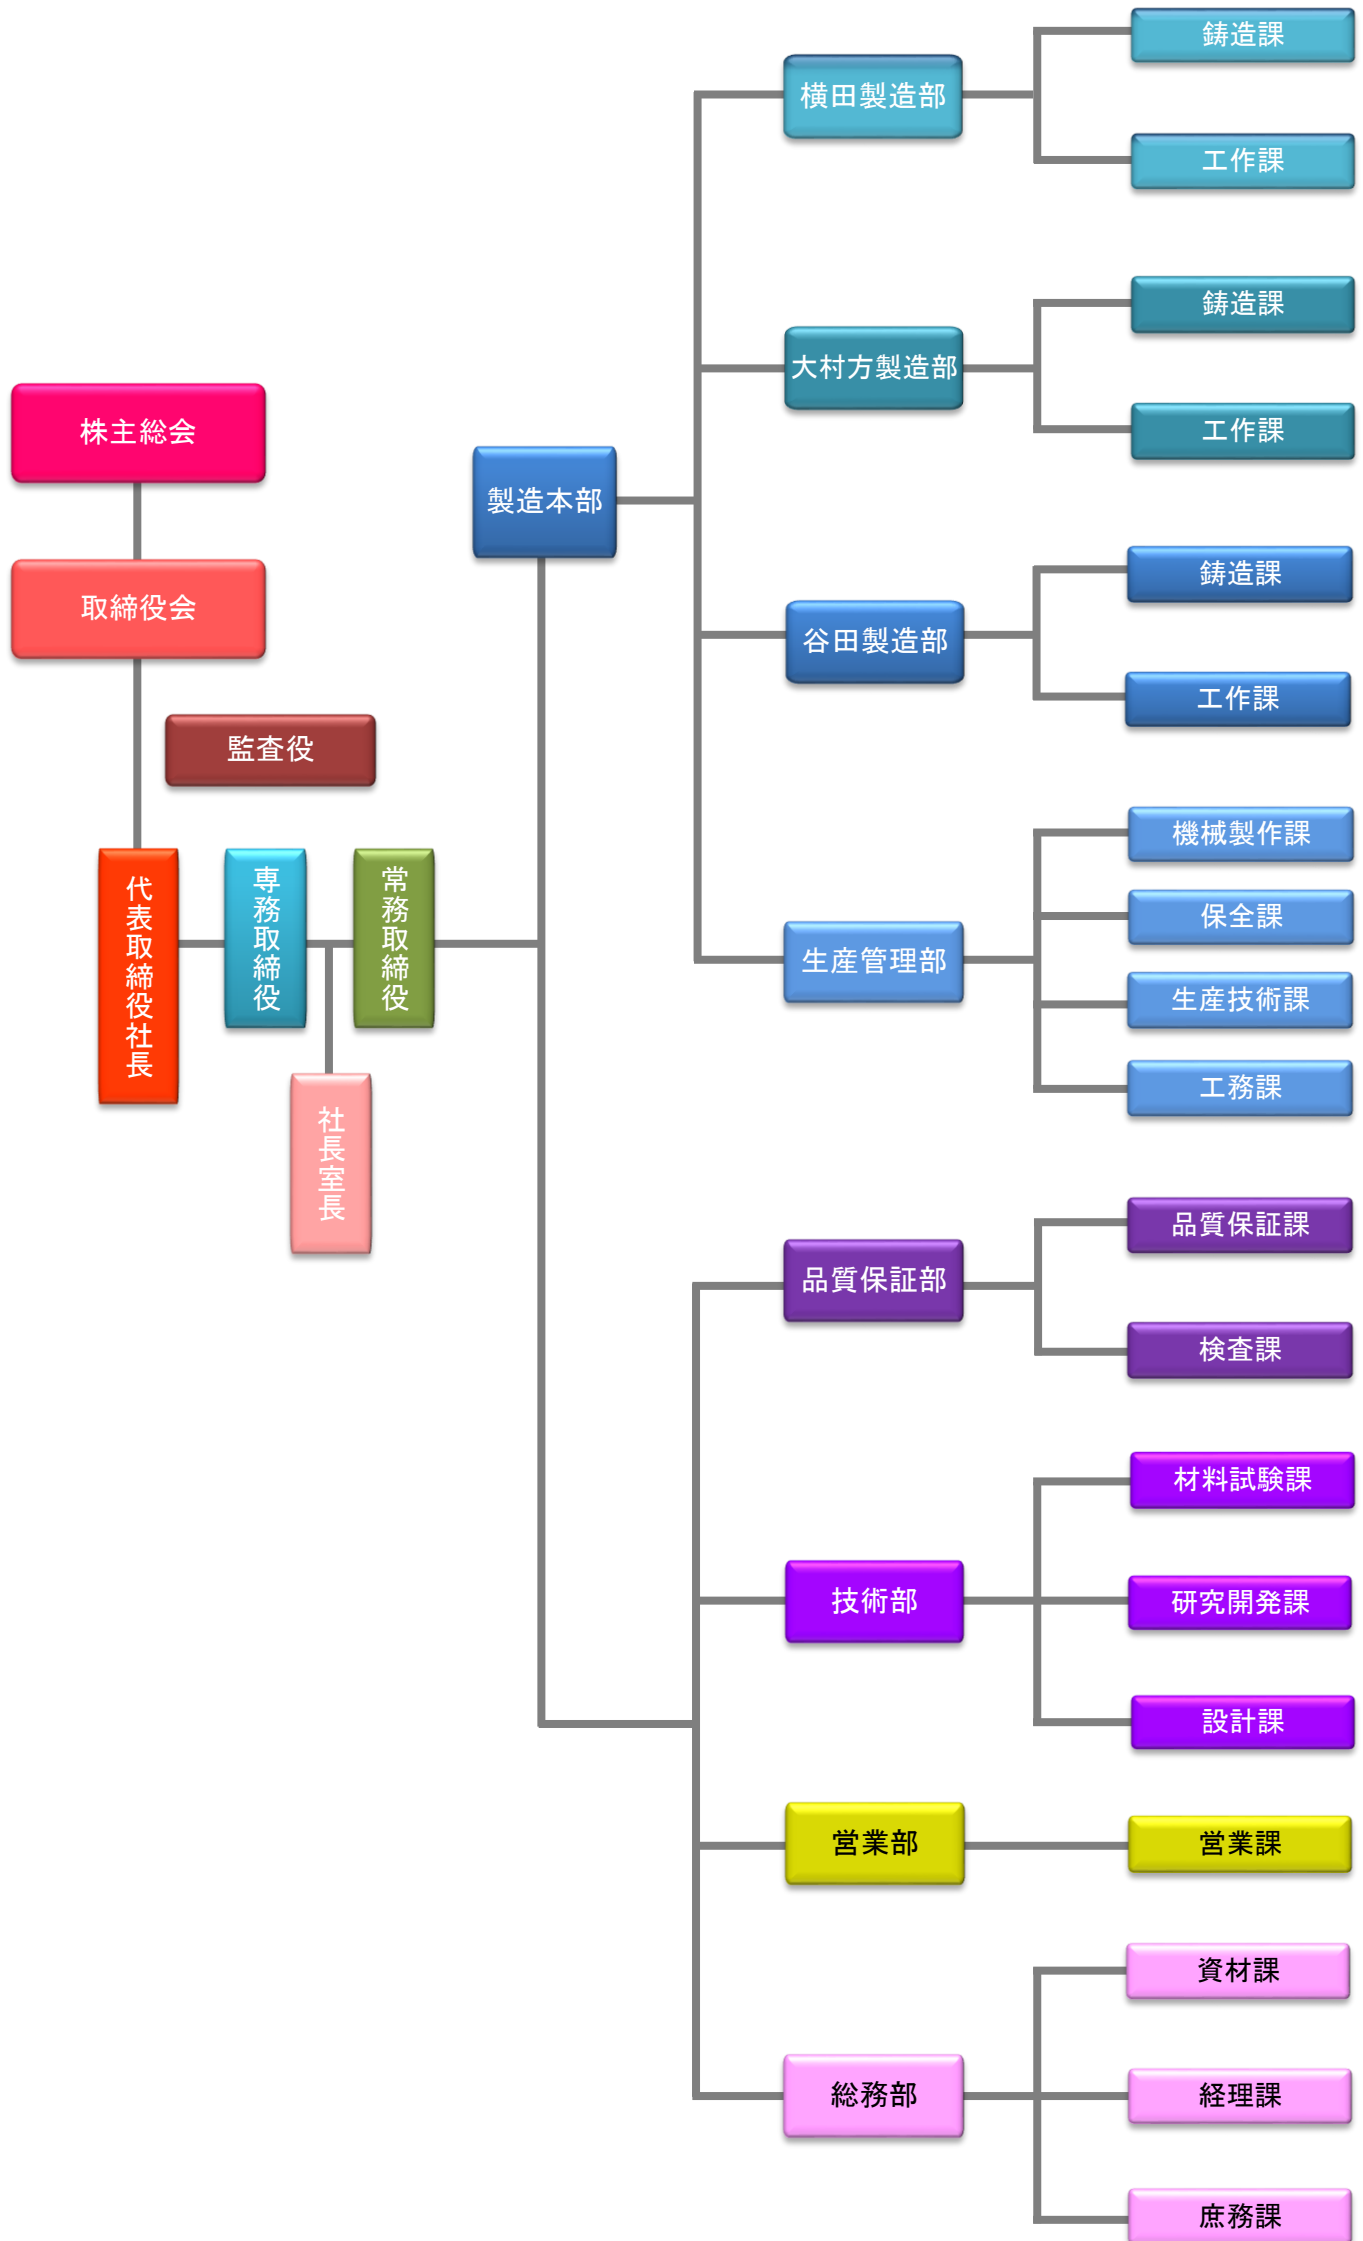 株主総会
取締役会
監査役
代表取締役社長
専務取締役
常務取締役
社長室長
製造本部
横田製造部
鋳造課
工作課
大村方製造部
鋳造課
工作課
谷田製造部
鋳造課
工作課
生産管理部
機械製作課
保全課
生産技術課
工務課
品質保証部
品質保証課
検査課
技術部
材料試験課
研究開発課
設計課
営業部
営業課
総務部
資材課
経理課
庶務課